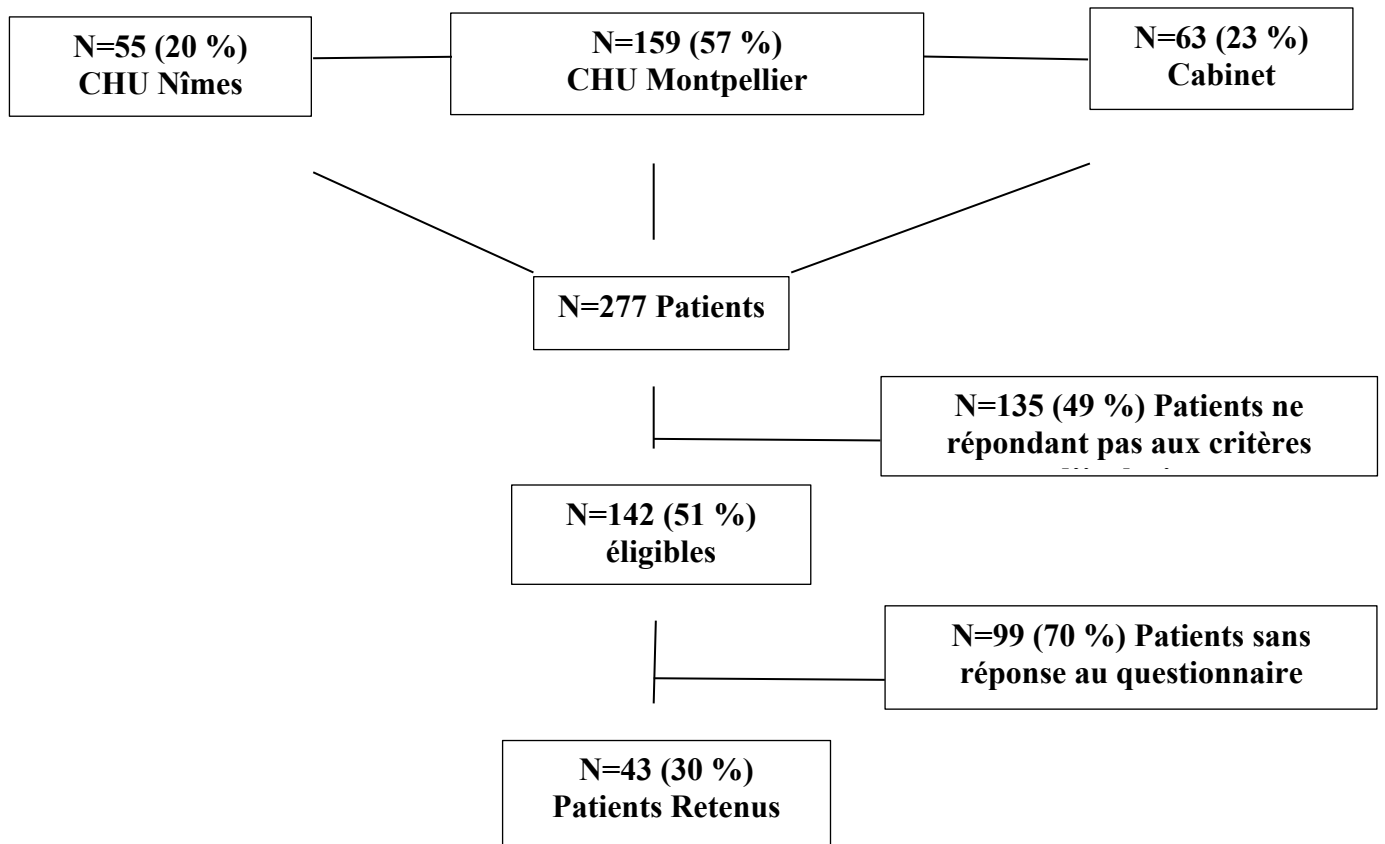 N=55 (20 %)
CHU Nîmes
N=159 (57 %)
CHU Montpellier
N=63 (23 %)
Cabinet
N=277 Patients
N=135 (49 %) Patients ne
répondant pas aux critères
N=142 (51 %)
éligibles
N=99 (70 %) Patients sans
réponse au questionnaire
N=43 (30 %)
Patients Retenus